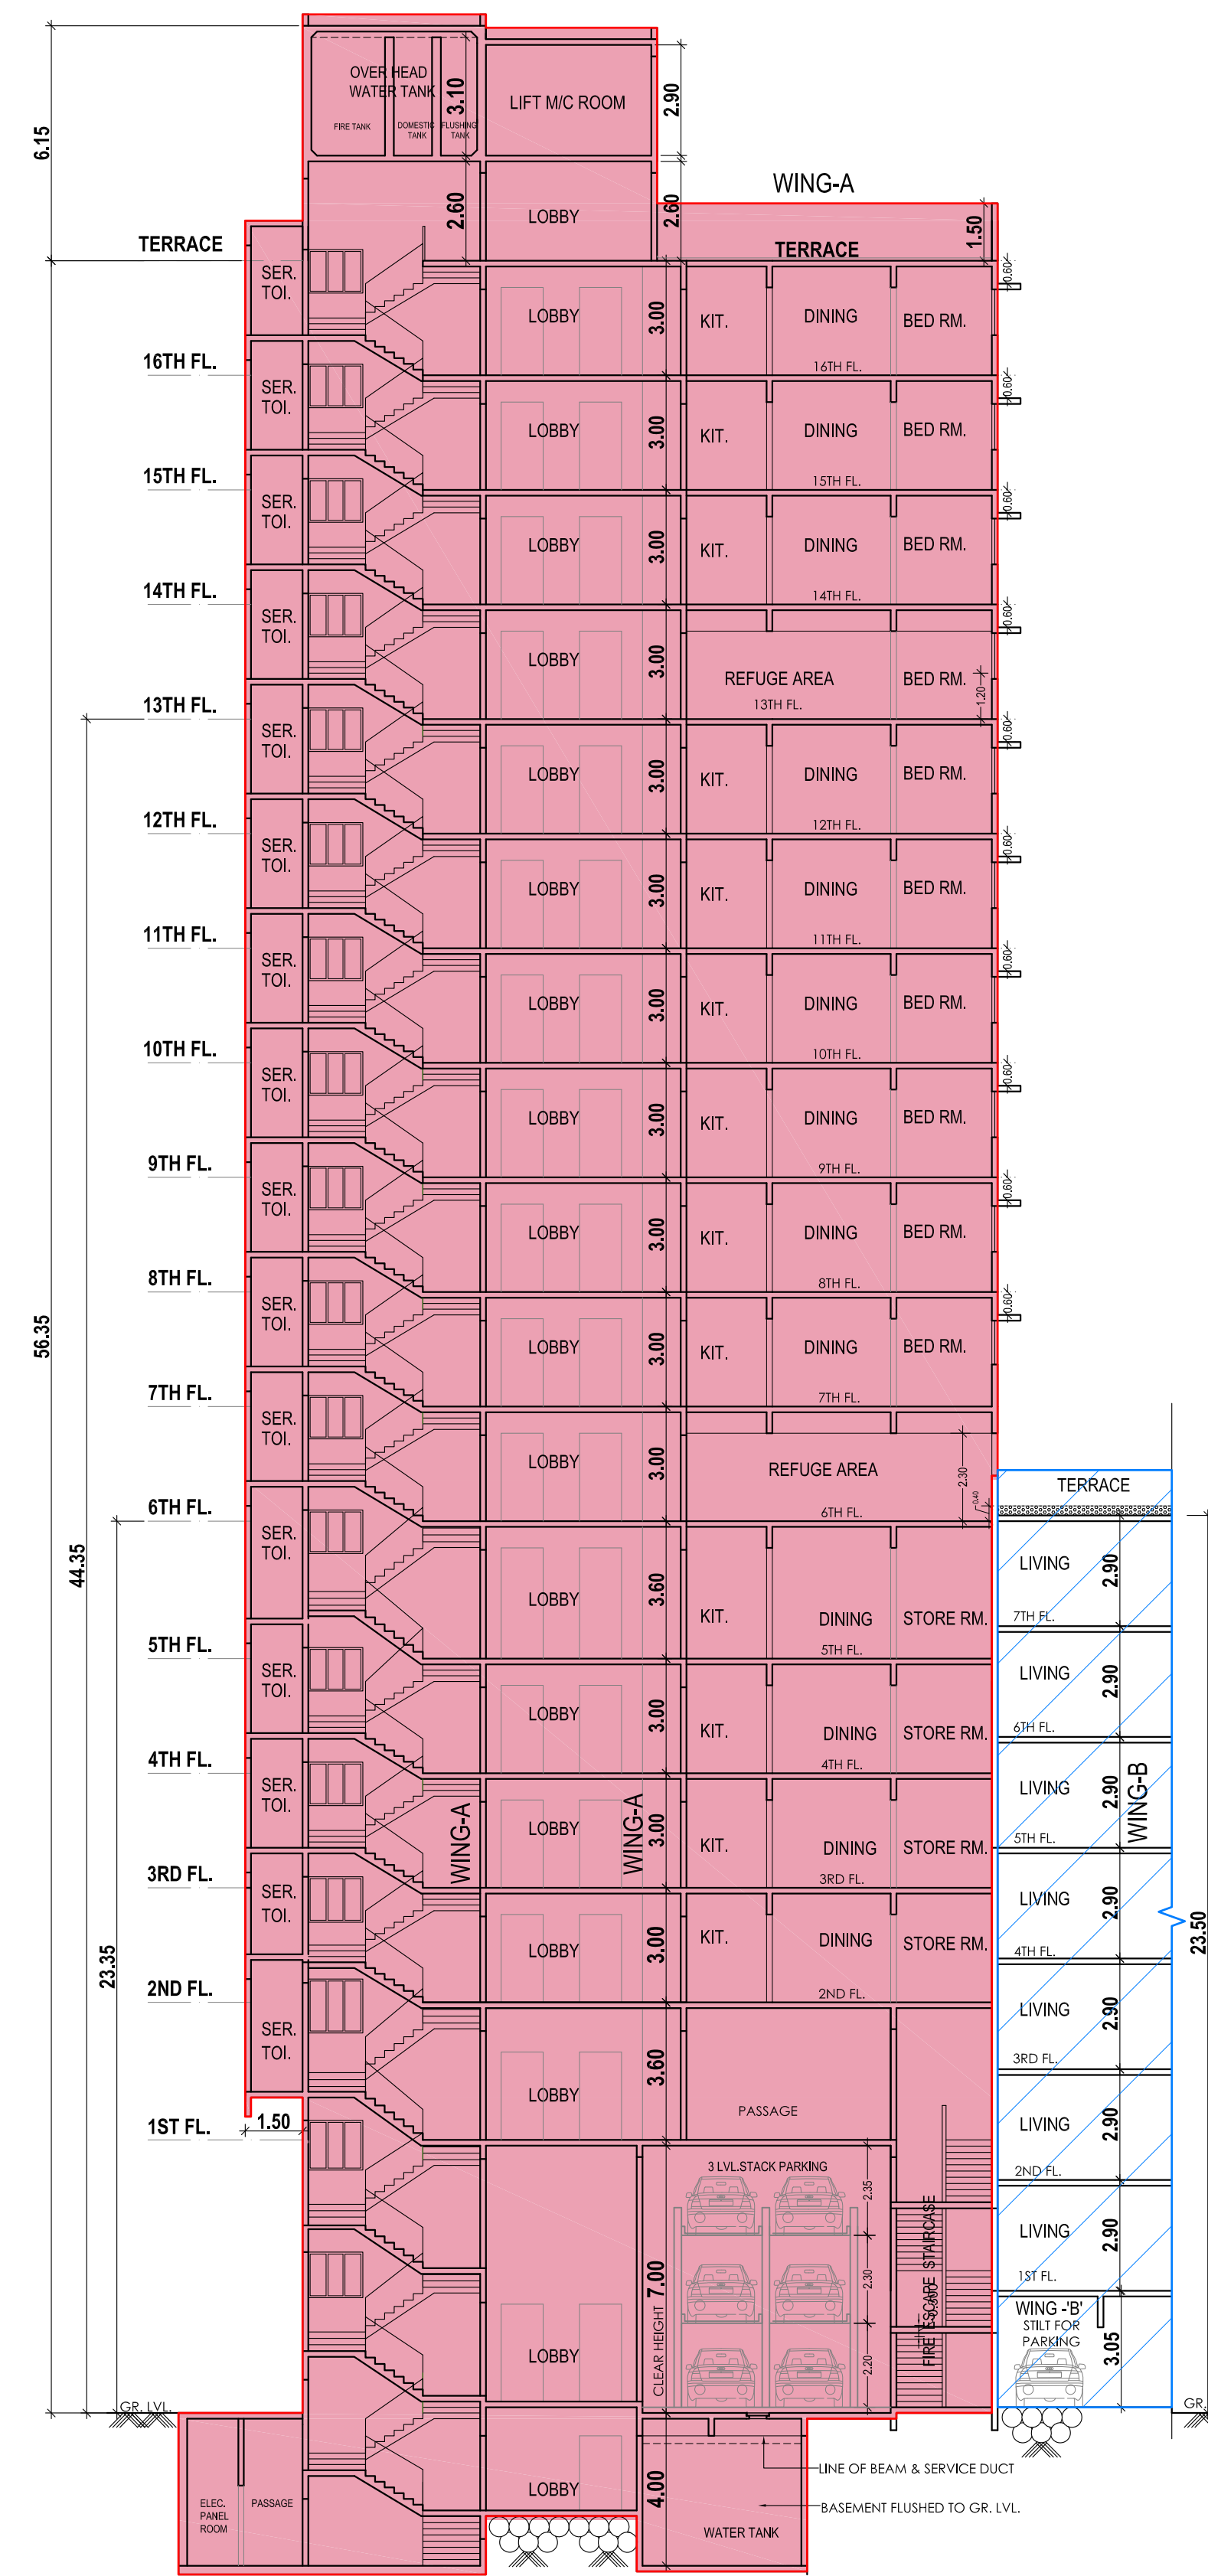 6.15
OVER HEAD
WATER TANK
3.10
FIRE TANK
DOMESTIC
TANK
FLUSHING
TANK
LIFT M/C ROOM
2.90
2.60
LOBBY
2.60
WING-A
1.50
TERRACE
TERRACE
SER.
TOI.
LOBBY
3.00
KIT.
DINING
BED RM.
0.60
16TH FL.
16TH FL.
SER.
TOI.
LOBBY
3.00
KIT.
DINING
BED RM.
0.60
15TH FL.
15TH FL.
SER.
TOI.
LOBBY
3.00
KIT.
DINING
BED RM.
0.60
14TH FL.
14TH FL.
SER.
TOI.
LOBBY
3.00
REFUGE AREA
BED RM.
0.60
1.20
13TH FL.
13TH FL.
SER.
TOI.
LOBBY
3.00
KIT.
DINING
BED RM.
0.60
12TH FL.
12TH FL.
SER.
TOI.
LOBBY
3.00
KIT.
DINING
BED RM.
0.60
11TH FL.
11TH FL.
SER.
TOI.
LOBBY
3.00
KIT.
DINING
BED RM.
0.60
10TH FL.
10TH FL.
SER.
TOI.
LOBBY
3.00
KIT.
DINING
BED RM.
0.60
9TH FL.
9TH FL.
SER.
TOI.
LOBBY
3.00
KIT.
DINING
BED RM.
0.60
8TH FL.
8TH FL.
56.35
SER.
TOI.
LOBBY
3.00
KIT.
DINING
BED RM.
0.60
7TH FL.
7TH FL.
SER.
TOI.
LOBBY
3.00
REFUGE AREA
2.30
0.40
6TH FL.
6TH FL.
TERRACE
44.35
SER.
TOI.
LOBBY
3.60
KIT.
DINING
STORE RM.
5TH FL.
5TH FL.
LIVING
2.90
7TH FL.
SER.
TOI.
LOBBY
3.00
KIT.
DINING
STORE RM.
4TH FL.
4TH FL.
LIVING
2.90
6TH FL.
SER.
TOI.
WING-A
LOBBY
WING-A
3.00
KIT.
DINING
STORE RM.
3RD FL.
3RD FL.
LIVING
2.90
WING-B
5TH FL.
23.35
SER.
TOI.
LOBBY
3.00
KIT.
DINING
STORE RM.
2ND FL.
2ND FL.
LIVING
2.90
4TH FL.
23.50
SER.
TOI.
LOBBY
3.60
PASSAGE
LIVING
2.90
3RD FL.
1.50
1ST FL.
LIVING
2.90
2ND FL.
3 LVL.STACK PARKING
2.35
2.30
2.20
CLEAR HEIGHT 7.00
FIRE ESCAPE STAIRCASE
LIVING
2.90
1ST FL.
LOBBY
WING -'B'
STILT FOR
PARKING
3.05
GR. LVL.
GR.
ELEC.
PANEL
ROOM
PASSAGE
LOBBY
4.00
WATER TANK
LINE OF BEAM & SERVICE DUCT
BASEMENT FLUSHED TO GR. LVL.